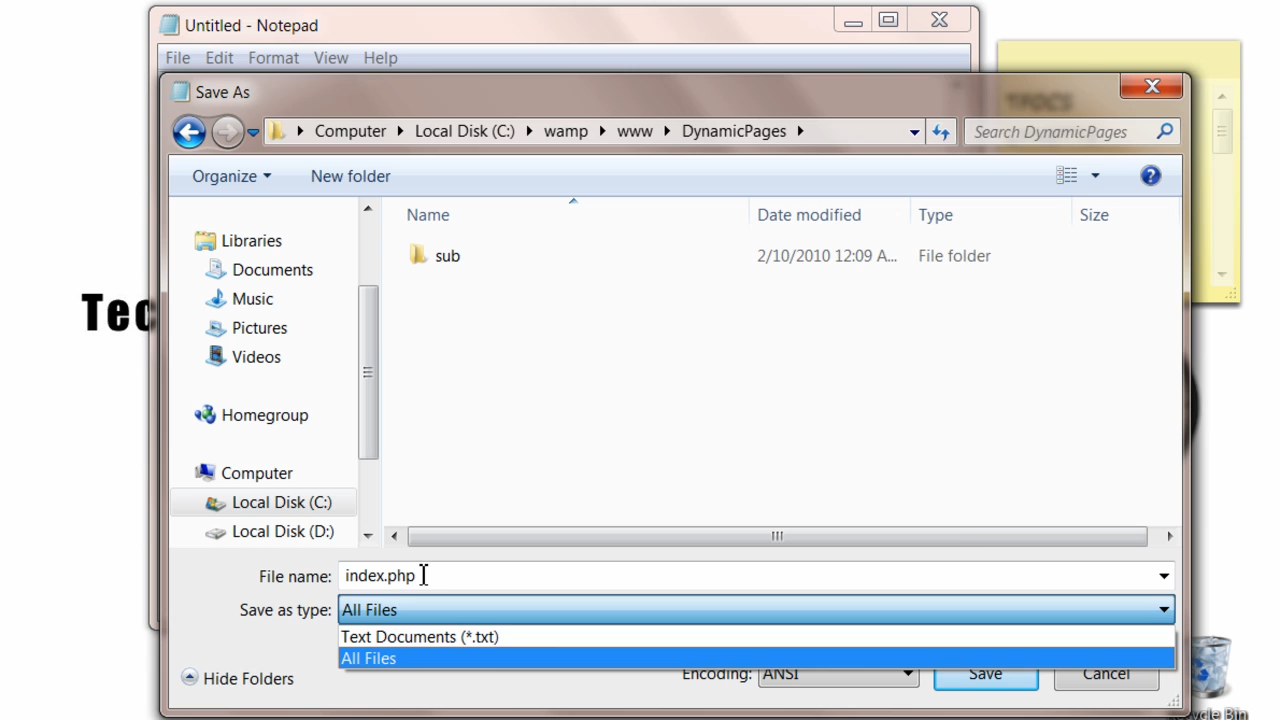 Untitled - Notepad
File Edit Format View Help
Save As
Computer Local Disk (C:) wamp www DynamicPages
Search DynamicPages
Organize New folder
Name Date modified Type Size
Libraries
Documents
Music
Pictures
Videos
Homegroup
Computer
Local Disk (C:)
Local Disk (D:)
sub 2/10/2010 12:09 A... File folder
Tec
File name: index.php
Save as type: All Files
Text Documents (*.txt)
All Files
Hide Folders
Encoding: ANSI Save Cancel